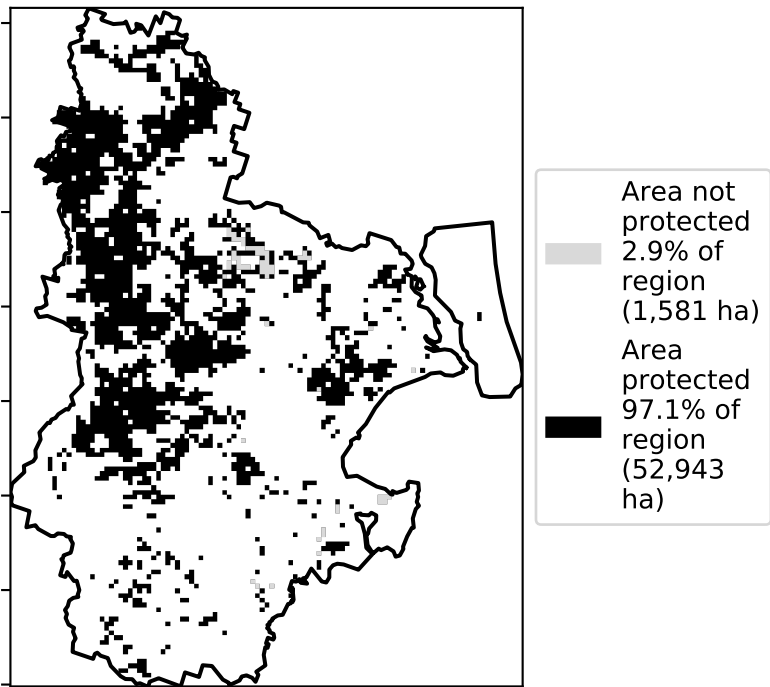 Area not
protected
2.9% of
region
(1,581 ha)
Area
protected
97.1% of
region
(52,943
ha)